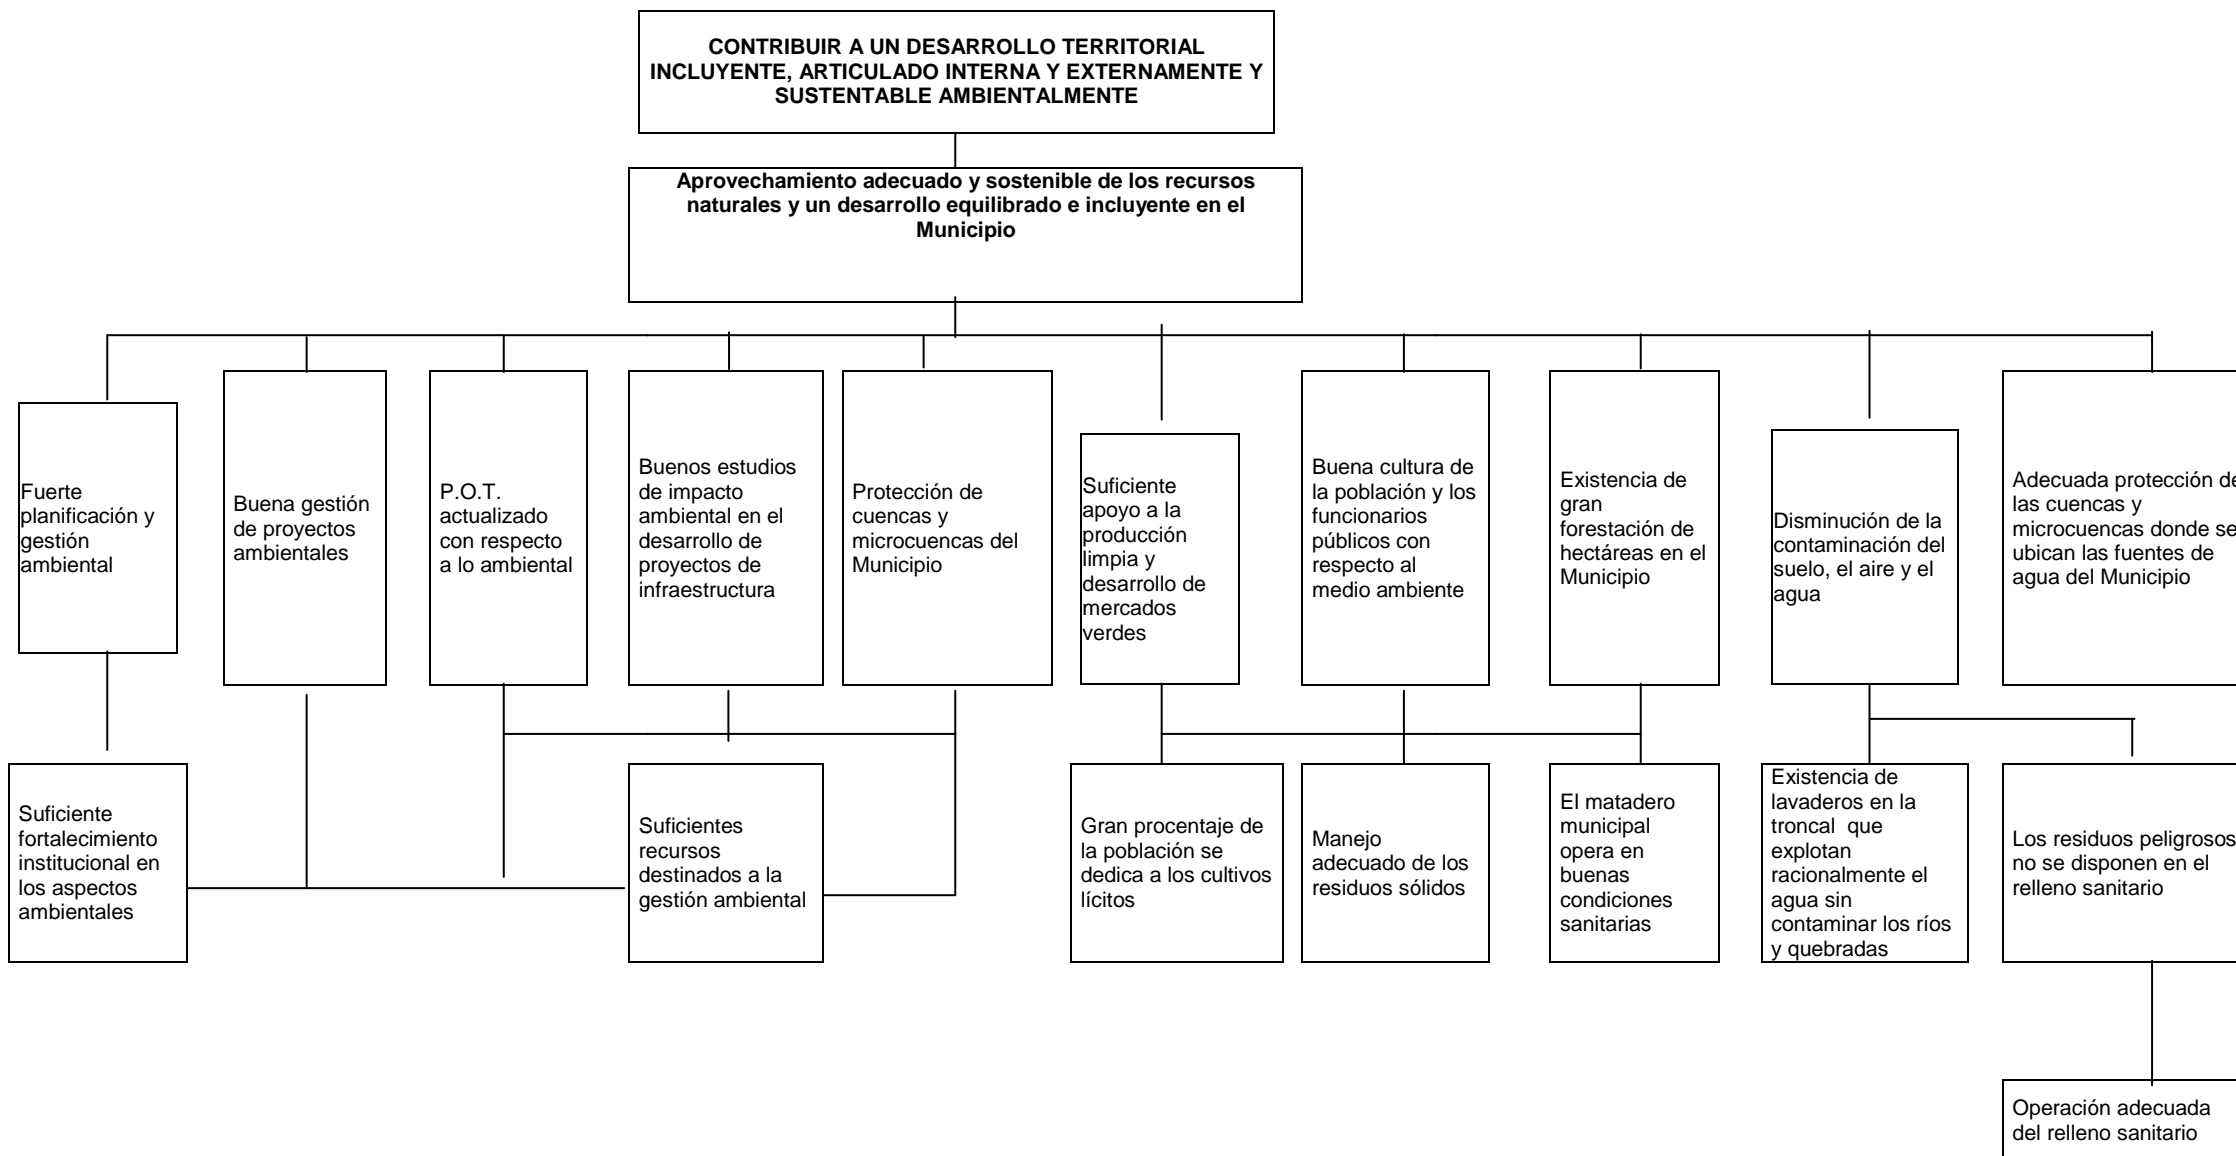 CONTRIBUIR A UN DESARROLLO TERRITORIAL
INCLUYENTE, ARTICULADO INTERNA Y EXTERNAMENTE Y
SUSTENTABLE AMBIENTALMENTE
Aprovechamiento adecuado y sostenible de los recursos
naturales y un desarrollo equilibrado e incluyente en el
Municipio
Fuerte
planificación y
gestión
ambiental
Buena gestión
de proyectos
ambientales
P.O.T.
actualizado
con respecto
a lo ambiental
Buenos estudios
de impacto
ambiental en el
desarrollo de
proyectos de
infraestructura
Protección de
cuencas y
microcuencas del
Municipio
Suficiente
apoyo a la
producción
limpia y
desarrollo de
mercados
verdes
Buena cultura de
la población y los
funcionarios
públicos con
respecto al
medio ambiente
Existencia de
gran
forestación de
hectáreas en el
Municipio
Disminución de la
contaminación del
suelo, el aire y el
agua
Adecuada protección de
las cuencas y
microcuencas donde se
ubican las fuentes de
agua del Municipio
Suficiente
fortalecimiento
institucional en
los aspectos
ambientales
Suficientes
recursos
destinados a la
gestión ambiental
Gran procentaje de
la población se
dedica a los cultivos
lícitos
Manejo
adecuado de los
residuos sólidos
El matadero
municipal
opera en
buenas
condiciones
sanitarias
Existencia de
lavaderos en la
troncal que
explotan
racionalmente el
agua sin
contaminar los ríos
y quebradas
Los residuos peligrosos
no se disponen en el
relleno sanitario
Operación adecuada
del relleno sanitario